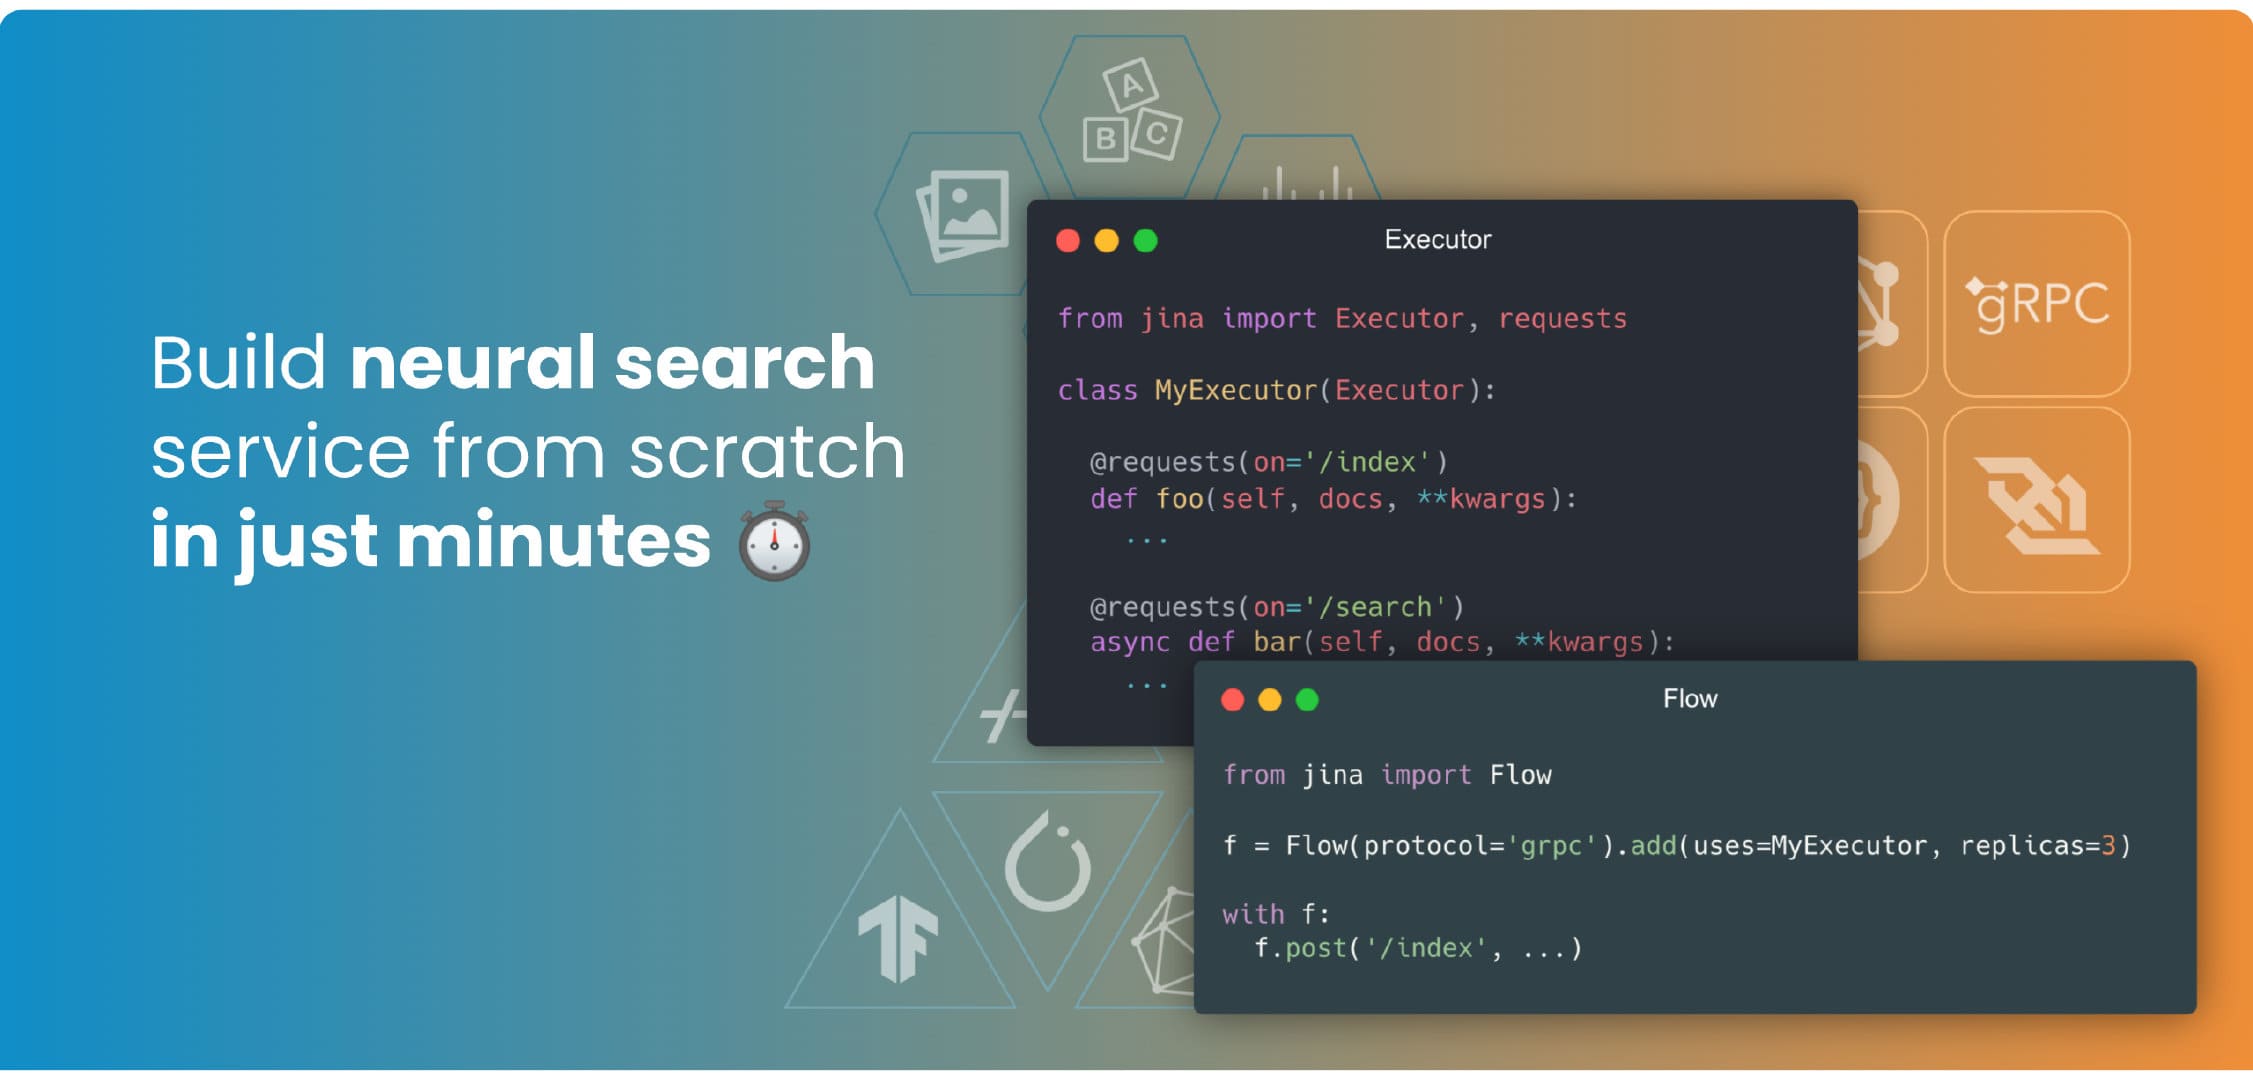 Build neural search
service from scratch
in just minutes
A
B C
gRPC
Executor
from jina import Executor, requests
class MyExecutor(Executor):
@requests(on='/index')
def foo(self, docs, **kwargs):
...
@requests(on='/search')
async def bar(self, docs, **kwargs):
...
Flow
from jina import Flow
f = Flow(protocol='grpc').add(uses=MyExecutor, replicas=3)
with f:
f.post('/index', ...)